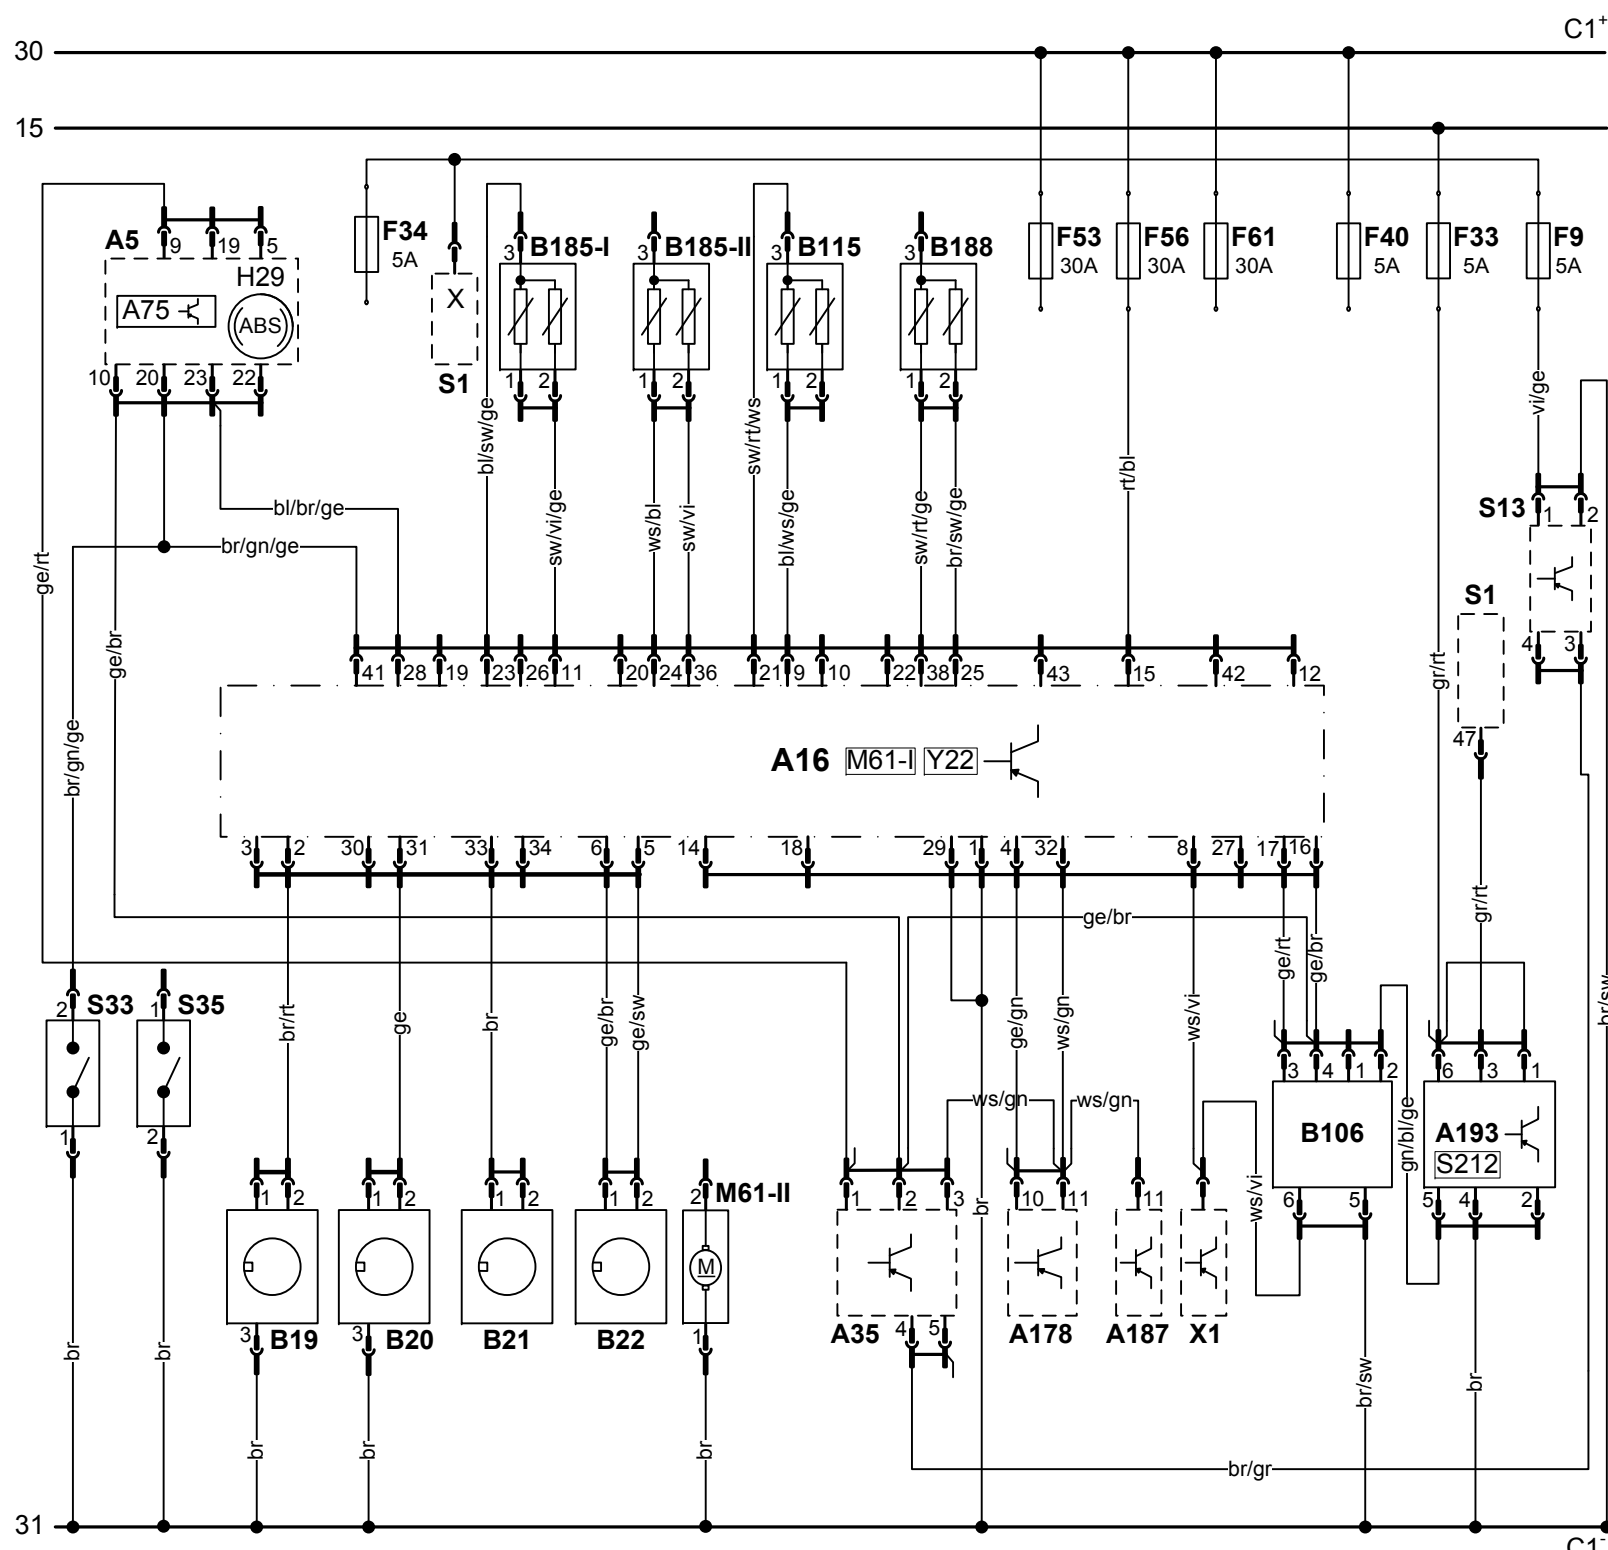 C1+
30
15
A5
9
19
5
H29
A75
ABS
10
20
23
22
F34
5A
X
S1
3
B185-I
1
2
3
B185-II
1
2
3
B115
1
2
3
B188
1
2
F53
30A
F56
30A
F61
30A
F40
5A
F33
5A
F9
5A
bl/sw/ge
sw/rt/ws
vi/ge
rt/bl
bl/br/ge
br/gn/ge
sw/vi/ge
ws/bl
sw/vi
bl/ws/ge
sw/rt/ge
br/sw/ge
S13
1
2
4
3
S1
47
ge/rt
ge/br
gr/rt
br/gn/ge
41
28
19
23
26
11
20
24
36
21
9
10
22
38
25
43
15
42
12
A16
M61-I
Y22
3
2
30
31
33
34
6
5
14
18
29
1
4
32
8
27
17
16
gr/rt
ge/br
ge/rt
ge/br
br/sw
2
S33
1
1
S35
2
br/rt
ge
br
ge/br
ge/sw
ge/gn
ws/gn
ws/vi
3
4
1
2
B106
6
5
6
3
1
A193
S212
5
4
2
gn/bl/ge
ws/gn
ws/gn
ws/vi
br
1
2
3
B19
1
2
3
B20
1
2
B21
1
2
B22
2
M61-II
M
1
1
2
3
A35
4
5
10
11
A178
11
A187
X1
br
br
br
br
br
br/sw
br
br/gr
31
C1-